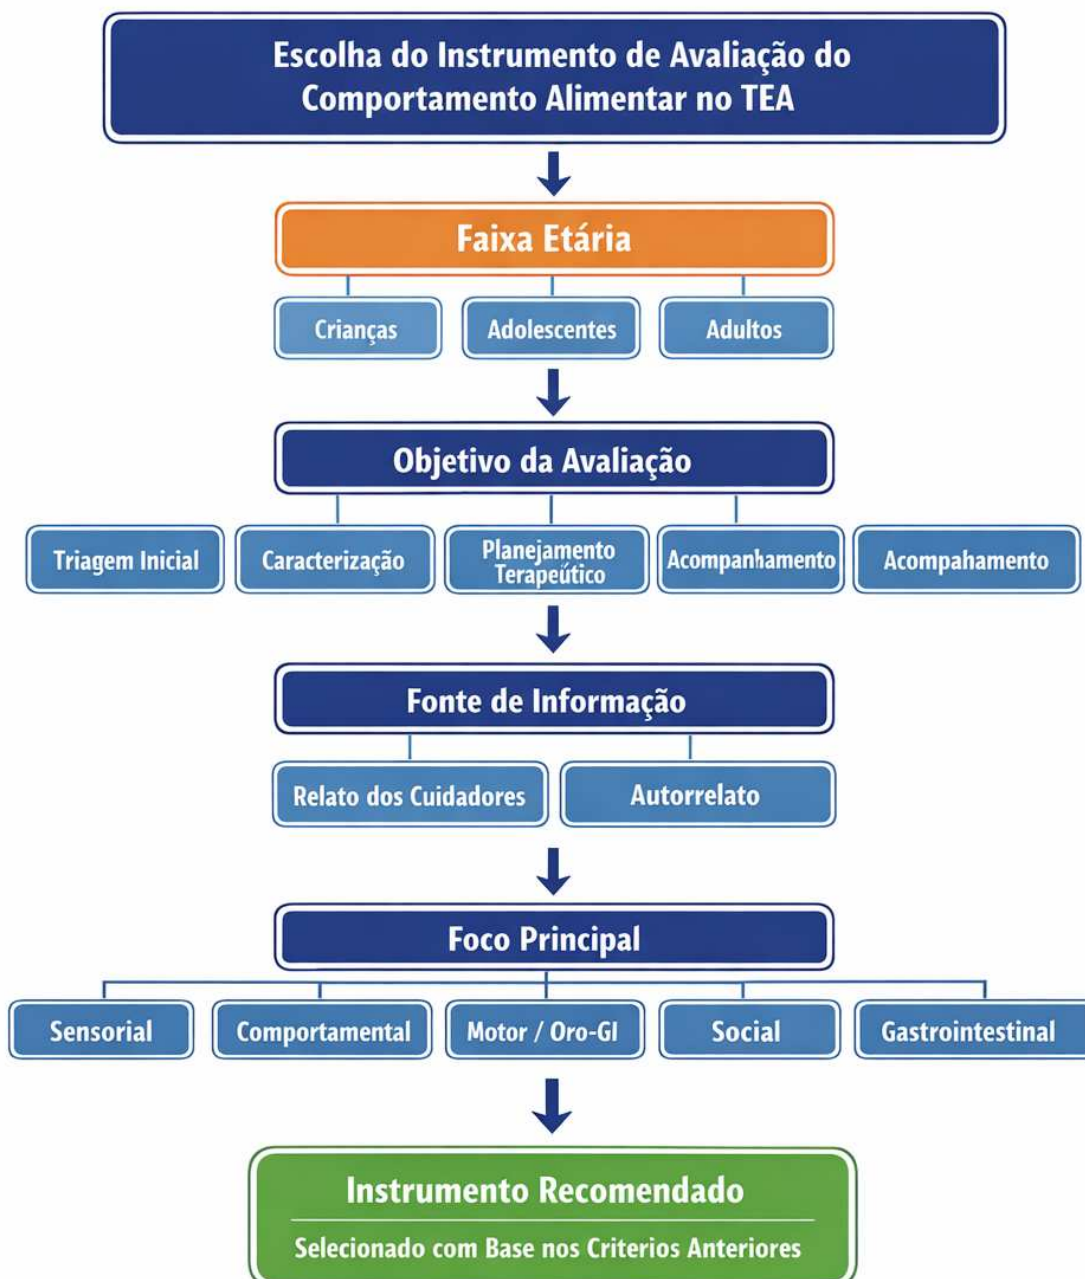 Escolha do Instrumento de Avaliação do
Comportamento Alimentar no TEA
Faixa Etária
Crianças
Adolescentes
Adultos
Objetivo da Avaliação
Triagem Inicial
Caracterização
Planejamento
Terapeútico
Acompanhamento
Acompahamento
Fonte de Informação
Relato dos Cuidadores
Autorrelato
Foco Principal
Sensorial
Comportamental
Motor / Oro-GI
Social
Gastrointestinal
Instrumento Recomendado
Selecionado com Base nos Criterios Anteriores